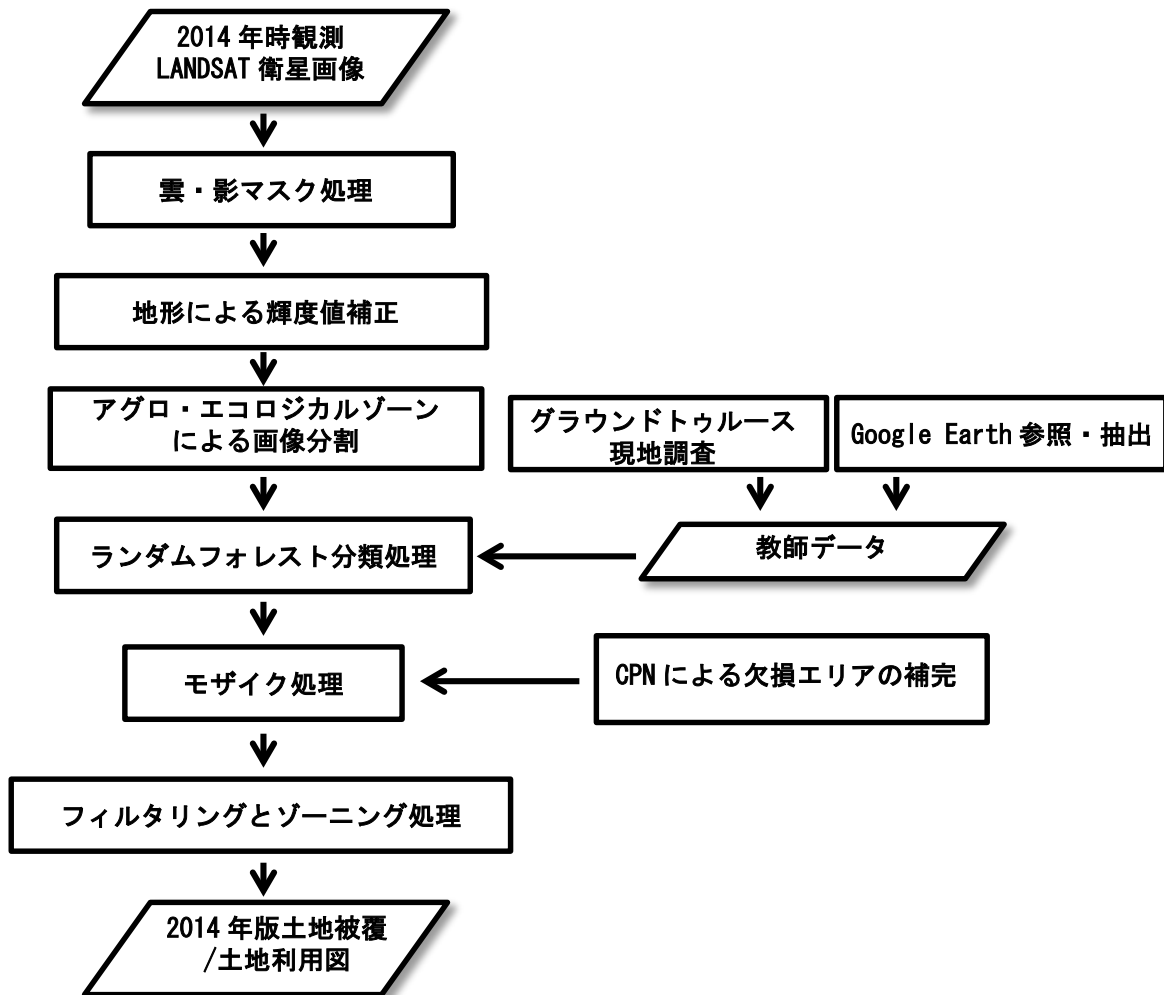 2014 年時観測
LANDSAT 衛星画像
雲・影マスク処理
地形による輝度値補正
アグロ・エコロジカルゾーン
による画像分割
グラウンドトゥルース
現地調査
Google Earth 参照・抽出
ランダムフォレスト分類処理
教師データ
モザイク処理
CPN による欠損エリアの補完
フィルタリングとゾーニング処理
2014 年版土地被覆
/土地利用図